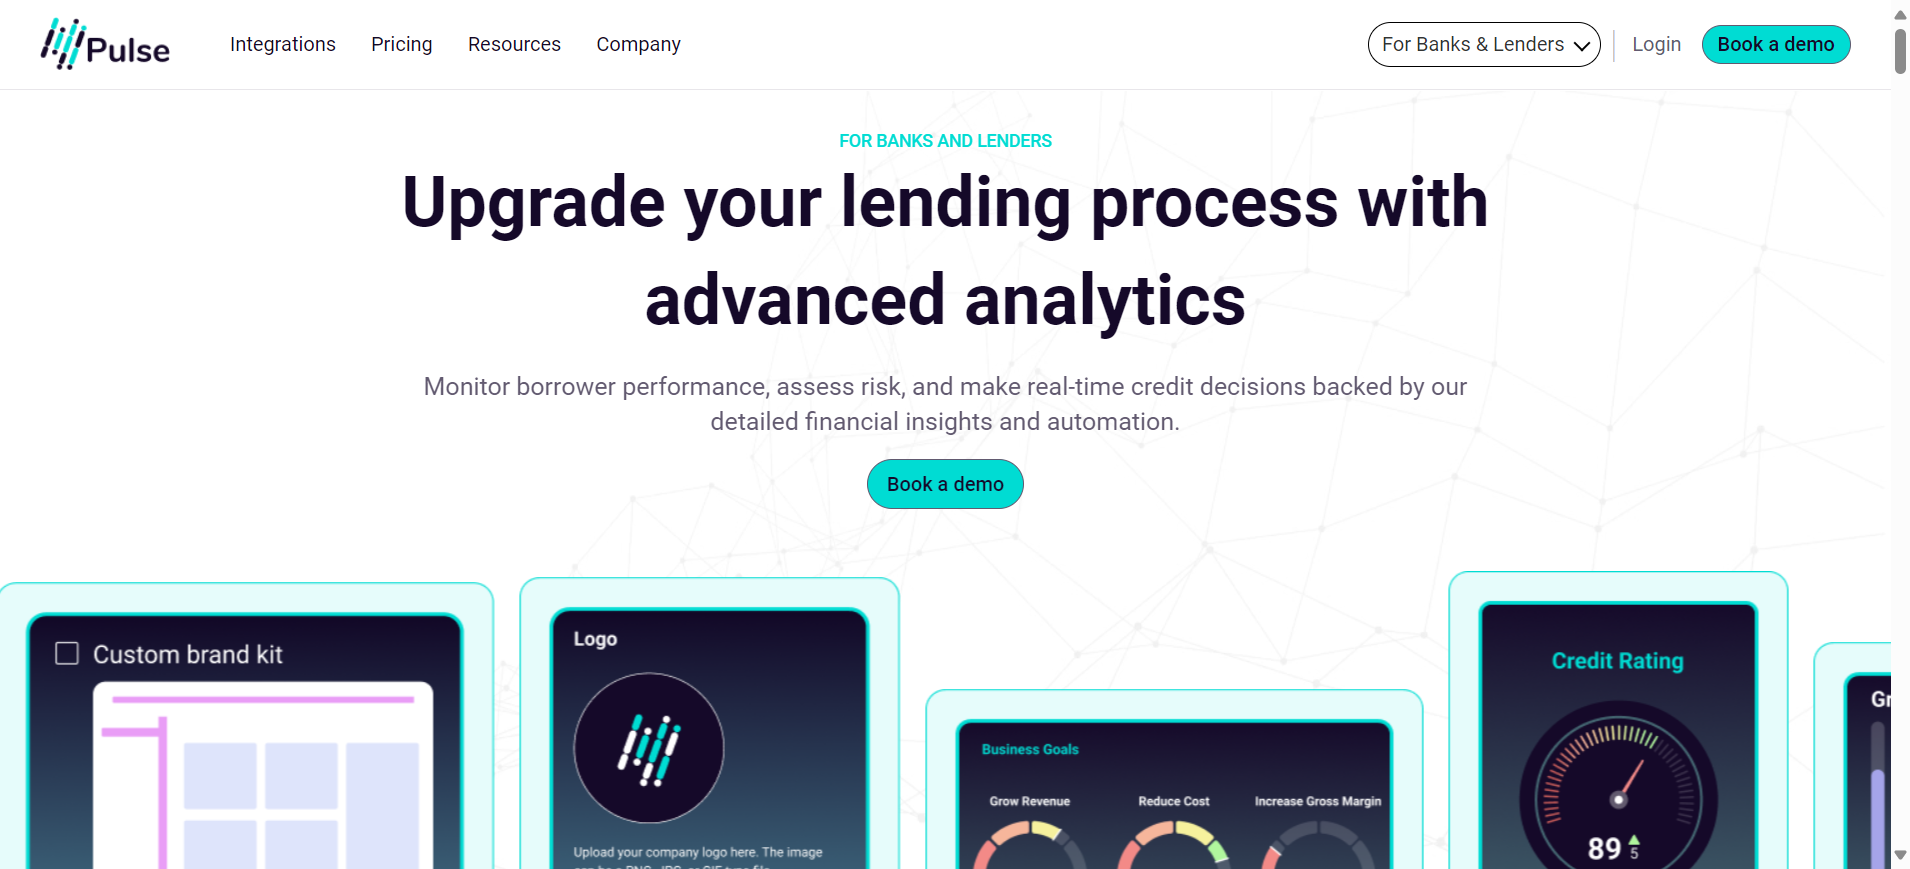 Pulse
Integrations
Pricing
Resources
Company
For Banks & Lenders
Login
Book a demo
FOR BANKS AND LENDERS
Upgrade your lending process with
advanced analytics
Monitor borrower performance, assess risk, and make real-time credit decisions backed by our
detailed financial insights and automation.
Book a demo
Custom brand kit
Logo
Upload your company logo here. The image
Business Goals
Grow Revenue
Reduce Cost
Increase Gross Margin
Credit Rating
89
5